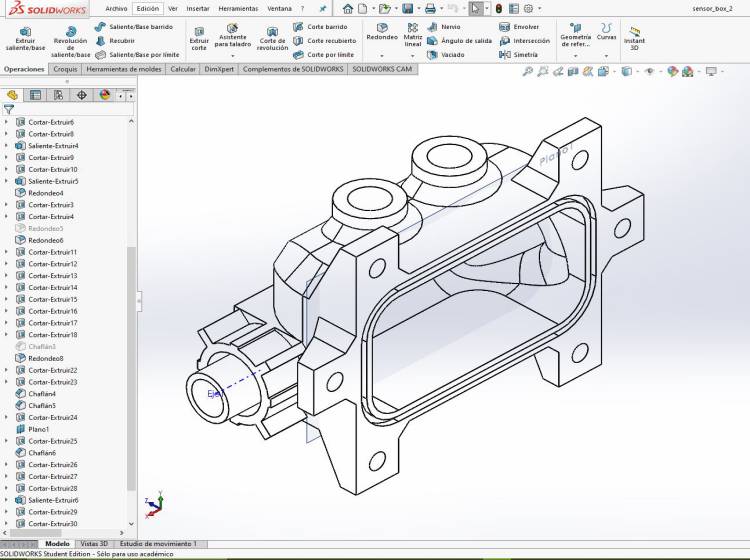 SOLIDWORKS Archivo Edición Ver Insertar Herramientas Ventana ? sensor_box_2
Extruir saliente/base
Revolución de saliente/base
Saliente/Base barrido
Recubrir
Saliente/Base por límite
Extruir corte
Asistente para taladro
Corte de revolución
Corte barrido
Corte recubierto
Corte por límite
Redondeo
Matriz lineal
Nervio
Ángulo de salida
Vaciado
Envolver
Intersección
Simetría
Geometría de refer...
Curvas
Instant 3D
Operaciones Croquis Herramientas de moldes Calcular DimXpert Complementos de SOLIDWORKS SOLIDWORKS CAM
Cortar-Extruir6
Cortar-Extruir8
Saliente-Extruir4
Cortar-Extruir9
Cortar-Extruir10
Saliente-Extruir5
Redondeo4
Cortar-Extruir3
Cortar-Extruir4
Redondeo5
Redondeo6
Cortar-Extruir11
Cortar-Extruir12
Cortar-Extruir13
Cortar-Extruir14
Cortar-Extruir15
Cortar-Extruir16
Cortar-Extruir17
Cortar-Extruir18
Chaflán3
Redondeo8
Cortar-Extruir22
Cortar-Extruir23
Chaflán4
Chaflán5
Cortar-Extruir24
Plano1
Cortar-Extruir25
Chaflán6
Cortar-Extruir26
Cortar-Extruir27
Cortar-Extruir28
Saliente-Extruir6
Cortar-Extruir29
Cortar-Extruir30
Plano1
Z Y X
Modelo Vistas 3D Estudio de movimiento 1
SOLIDWORKS Student Edition - Sólo para uso académico